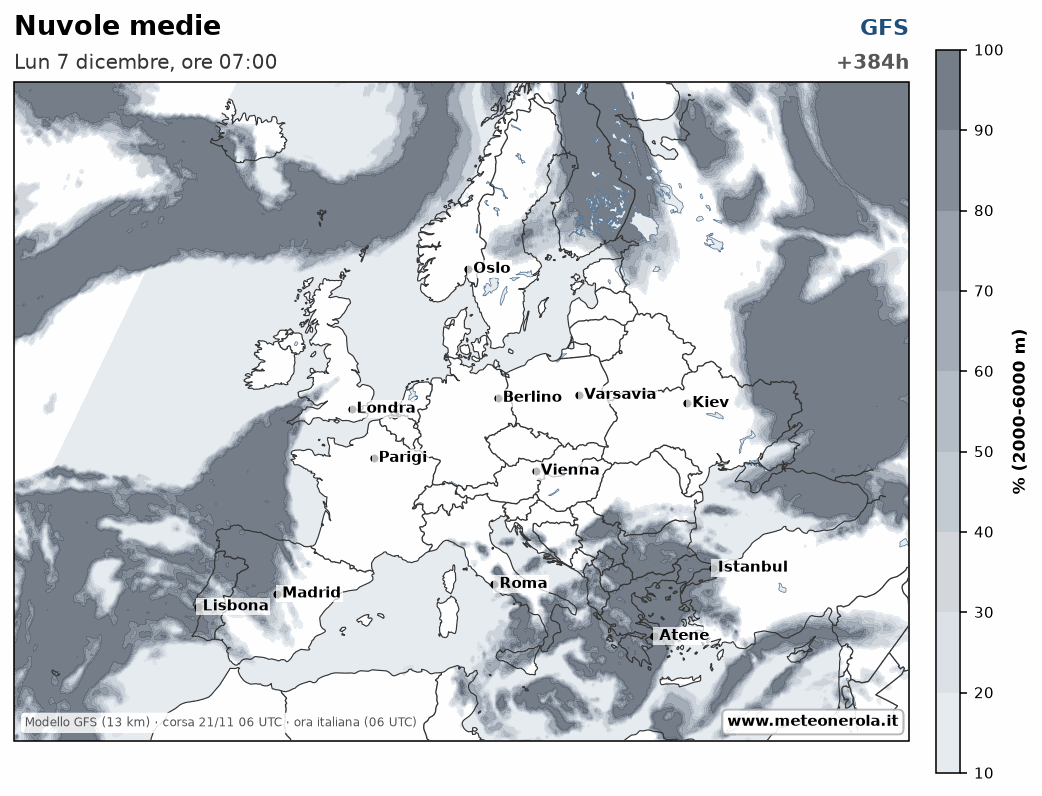 Nuvole medie
GFS
Lun 7 dicembre, ore 07:00
+384h
100
90
80
70
60
50
40
30
20
10
% (2000-6000 m)
Oslo
Berlino
Varsavia
Kiev
Londra
Parigi
Vienna
Istanbul
Roma
Madrid
Lisbona
Atene
Modello GFS (13 km) · corsa 21/11 06 UTC · ora italiana (06 UTC)
www.meteonerola.it